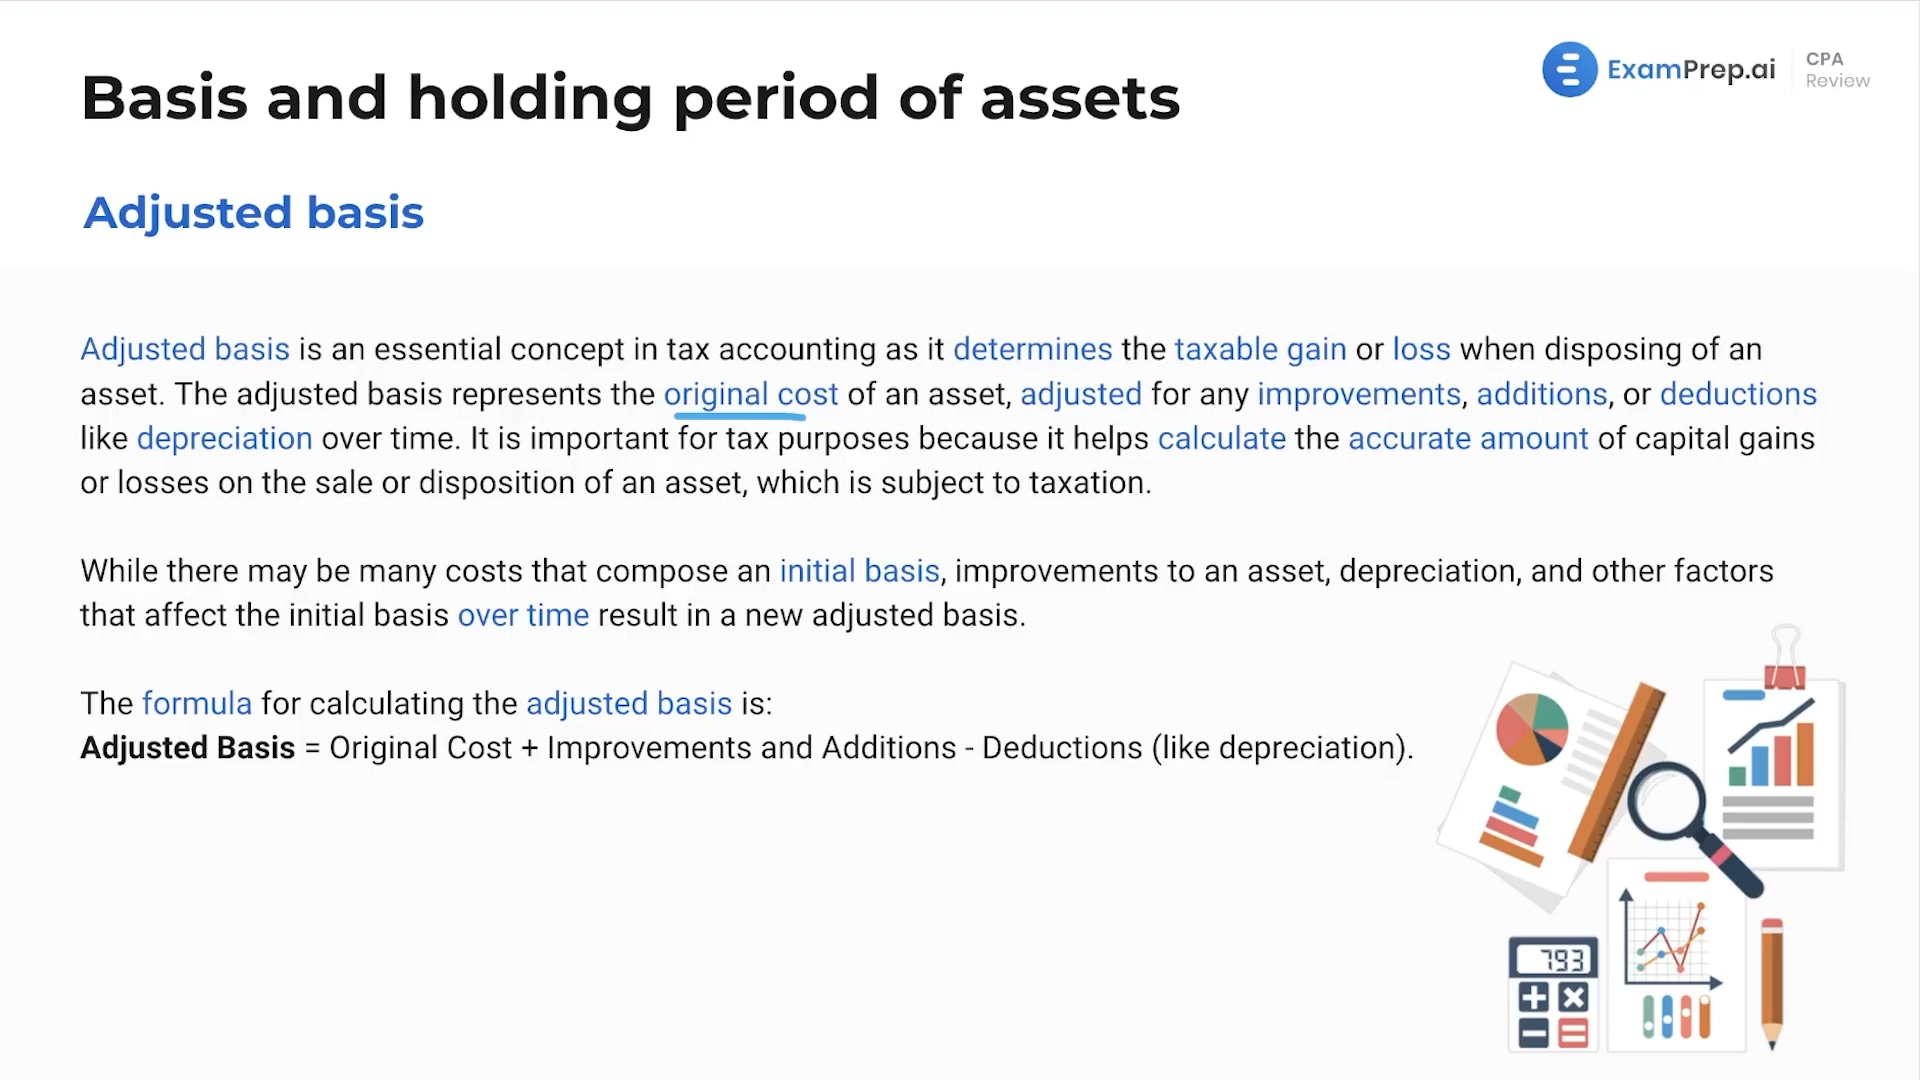 Basis and holding period of assets
ExamPrep.ai
CPA
Review
Adjusted basis
Adjusted basis is an essential concept in tax accounting as it determines the taxable gain or loss when disposing of an
asset. The adjusted basis represents the original cost of an asset, adjusted for any improvements, additions, or deductions
like depreciation over time. It is important for tax purposes because it helps calculate the accurate amount of capital gains
or losses on the sale or disposition of an asset, which is subject to taxation.
While there may be many costs that compose an initial basis, improvements to an asset, depreciation, and other factors
that affect the initial basis over time result in a new adjusted basis.
The formula for calculating the adjusted basis is:
Adjusted Basis = Original Cost + Improvements and Additions - Deductions (like depreciation).
793